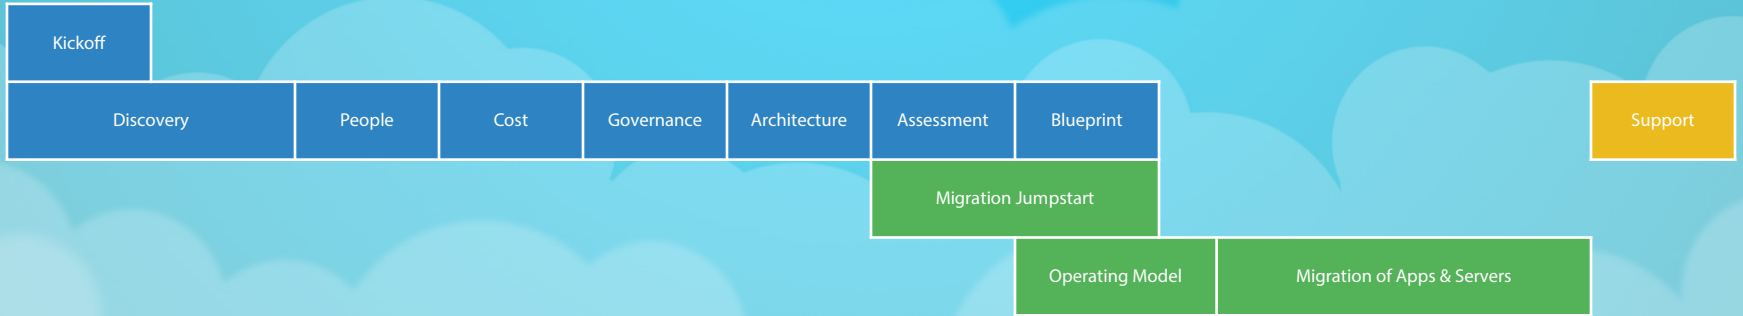 Kickoff
Discovery
People
Cost
Governance
Architecture
Assessment
Blueprint
Support
Migration Jumpstart
Operating Model
Migration of Apps & Servers